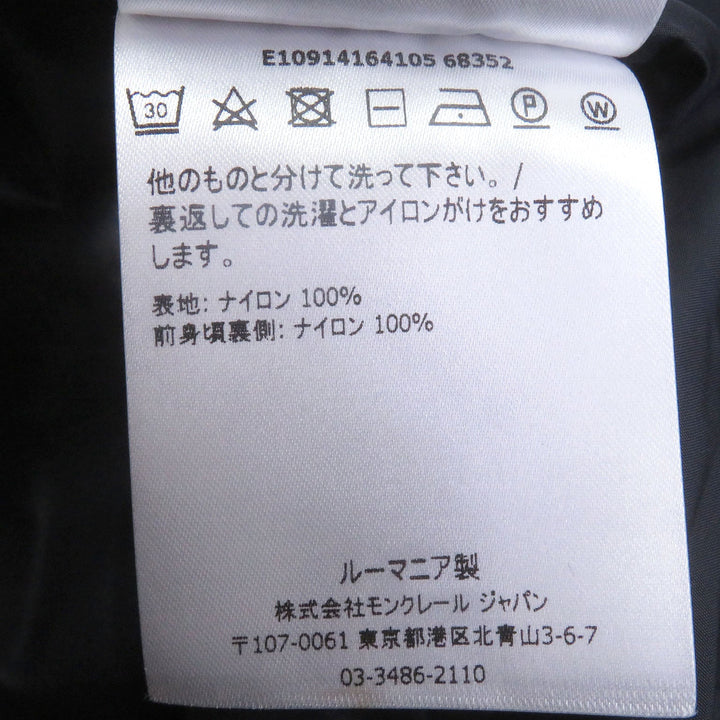 E10914164105 68352
30 P W
他のものと分けて洗って下さい。/
裏返しての洗濯とアイロンがけをおすすめ
します。
表地: ナイロン 100%
前身頃裏側: ナイロン 100%
ルーマニア製
株式会社モンクレール ジャパン
〒107-0061 東京都港区北青山3-6-7
03-3486-2110